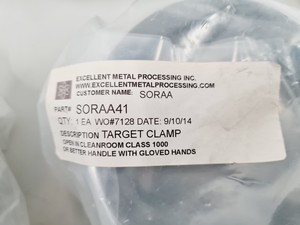 EXCELLENT METAL PROCESSING INC.
WWW.EXCELLENTMETALPROCESSING.COM
CUSTOMER NAME: SORAA
PART# SORAA41
QTY: 1 EA. WO#7128 DATE: 9/10/14
DESCRIPTION TARGET CLAMP
OPEN IN CLEANROOM CLASS 1000
OR BETTER HANDLE WITH GLOVED HANDS